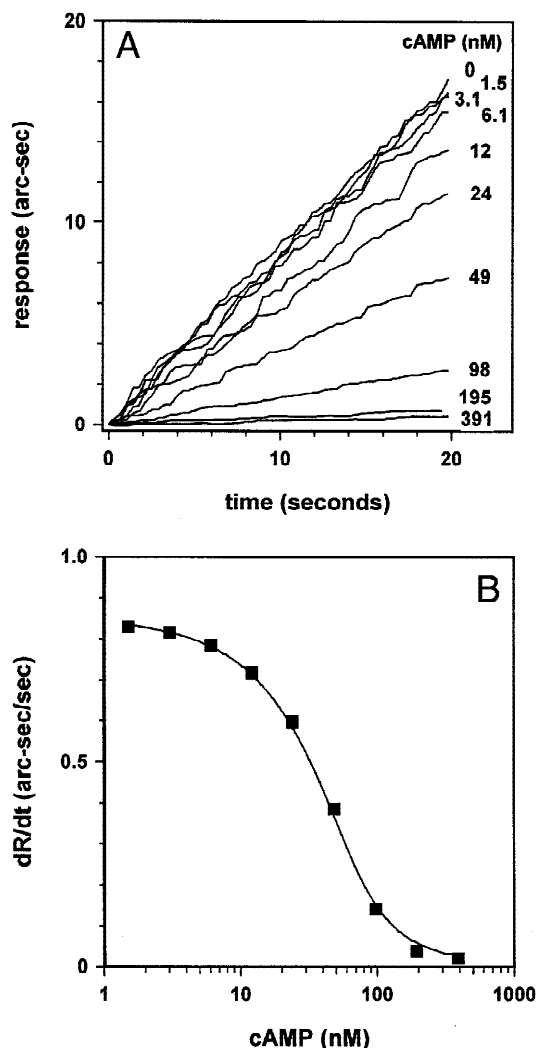 A
cAMP (nM)
20
0
1.5
3.1
6.1
12
24
49
98
195
391
10
0
response (arc-sec)
0 10 20
time (seconds)
B
1.0
0.5
0
dR/dt (arc-sec/sec)
1 10 100 1000
cAMP (nM)